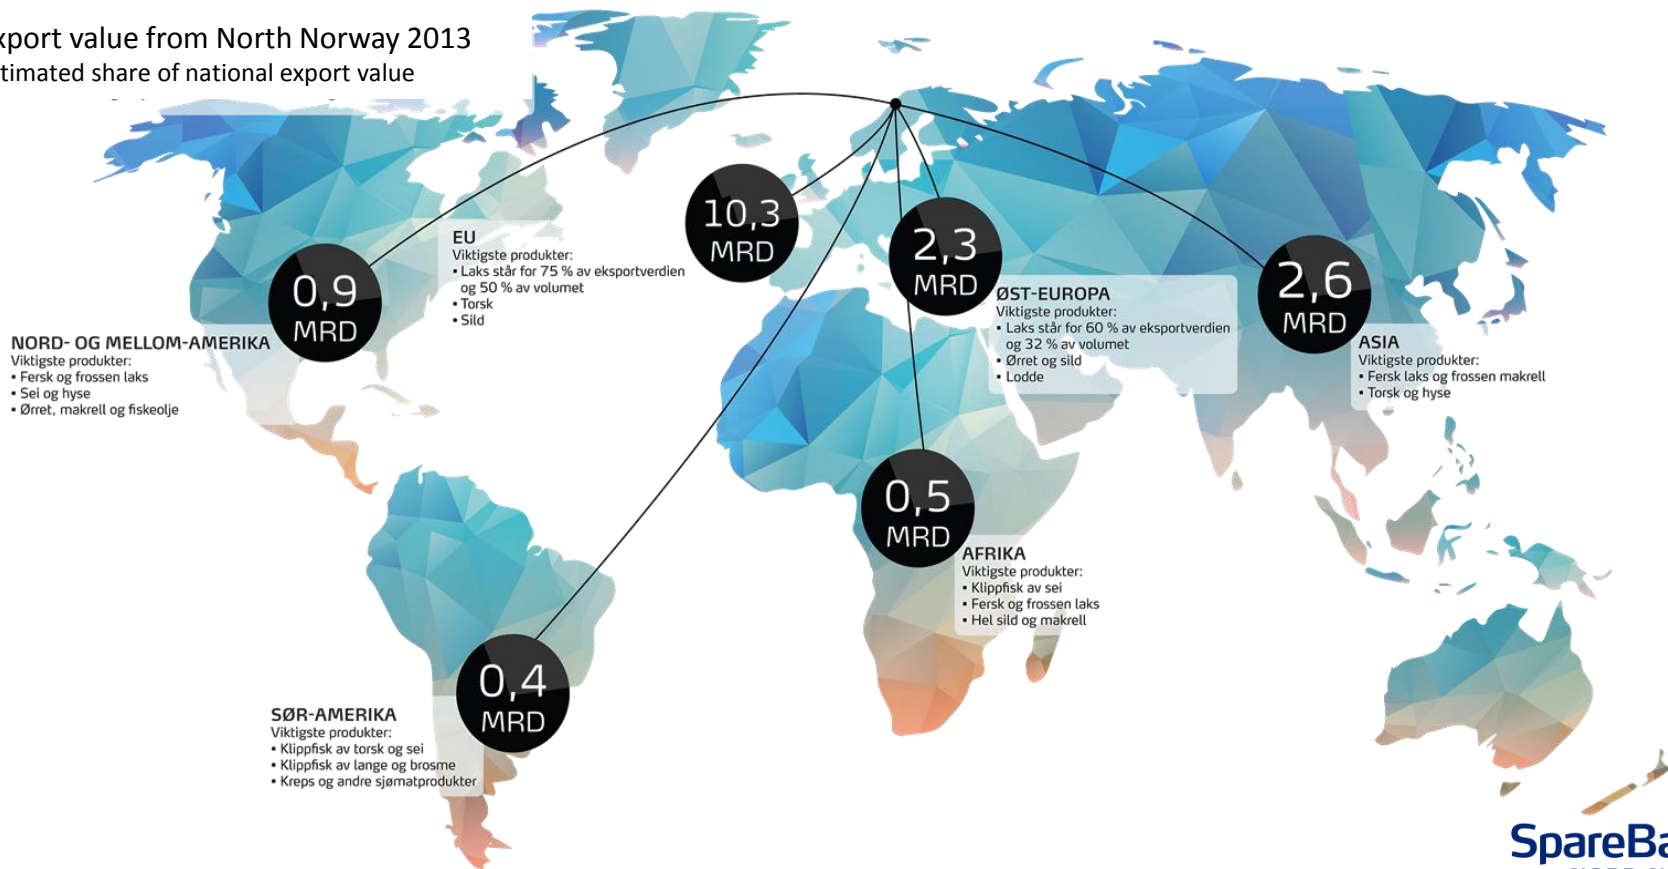 xport value from North Norway 2013
timated share of national export value
10,3
MRD
EU
Viktigste produkter:
• Laks står for 75 % av eksportverdien
og 50 % av volumet
• Torsk
• Sild
2,3
MRD
ØST-EUROPA
Viktigste produkter:
• Laks står for 60 % av eksportverdien
og 32 % av volumet
• Ørret og sild
• Lodde
2,6
MRD
ASIA
Viktigste produkter:
• Fersk laks og frossen makrell
• Torsk og hyse
0,9
MRD
NORD- OG MELLOM-AMERIKA
Viktigste produkter:
• Fersk og frossen laks
• Sei og hyse
• Ørret, makrell og fiskeolje
0,5
MRD
AFRIKA
Viktigste produkter:
• Klippfisk av sei
• Fersk og frossen laks
• Hel sild og makrell
0,4
MRD
SØR-AMERIKA
Viktigste produkter:
• Klippfisk av torsk og sei
• Klippfisk av lange og brosme
• Kreps og andre sjømatprodukter
SpareBa